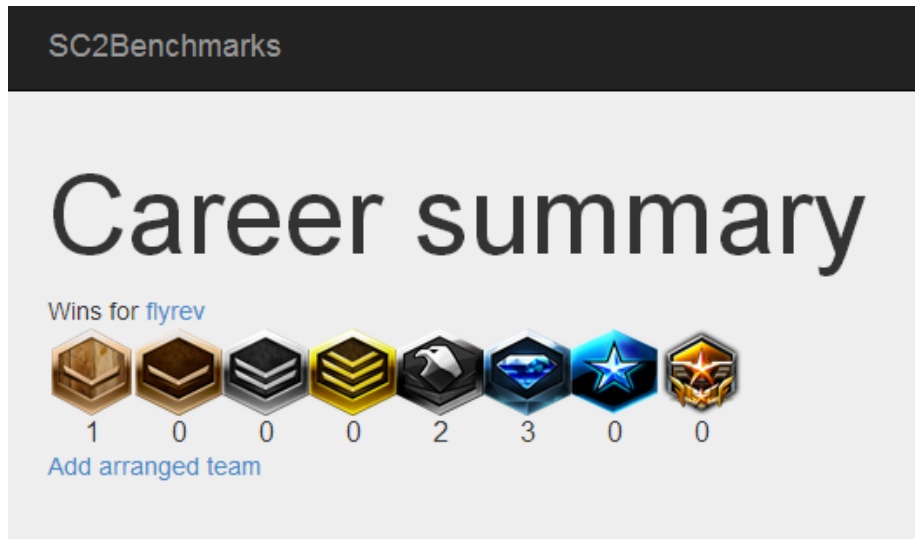 SC2Benchmarks
Career summary
Wins for flyrev
1 0 0 0 2 3 0 0
Add arranged team